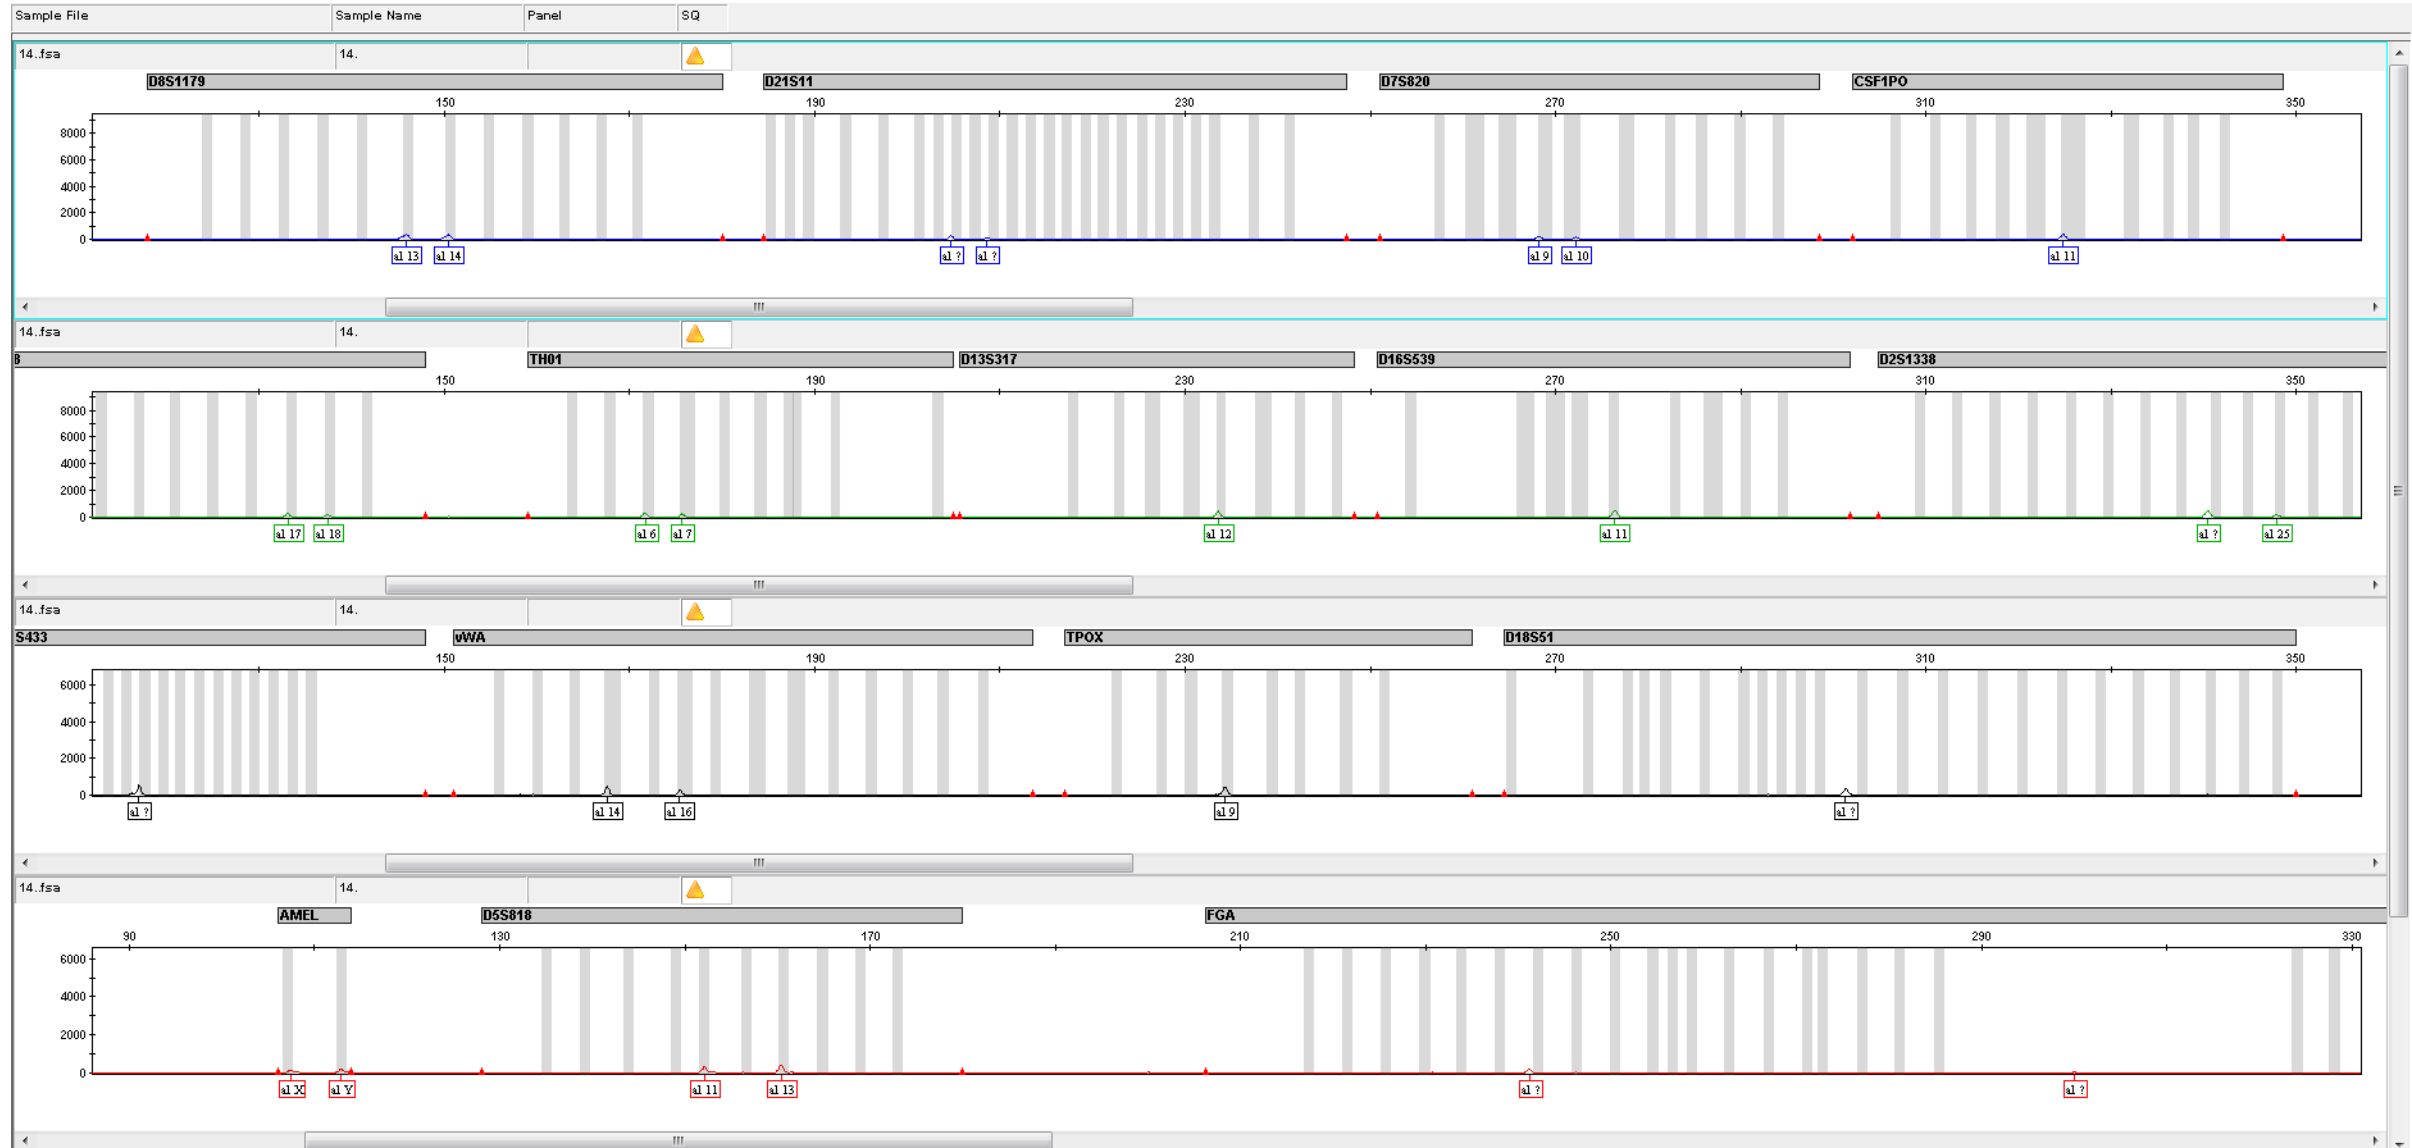 Sample File Sample Name Panel SQ
14..fsa 14.
D8S1179 D21S11 D7S820 CSF1PO
150 190 230 270 310 350
8000
6000
4000
2000
0
al 13 al 14 al ? al ? al 9 al 10 al 11
14..fsa 14.
8 TH01 D13S317 D16S539 D2S1338
150 190 230 270 310 350
8000
6000
4000
2000
0
al 17 al 18 al 6 al 7 al 12 al 11 al ? al 25
14..fsa 14.
S433 vWA TPOX D18S51
150 190 230 270 310 350
6000
4000
2000
0
al ? al 14 al 16 al 9 al ?
14..fsa 14.
AMEL D5S818 FGA
90 130 170 210 250 290 330
6000
4000
2000
0
al X al Y al 11 al 13 al ? al ?